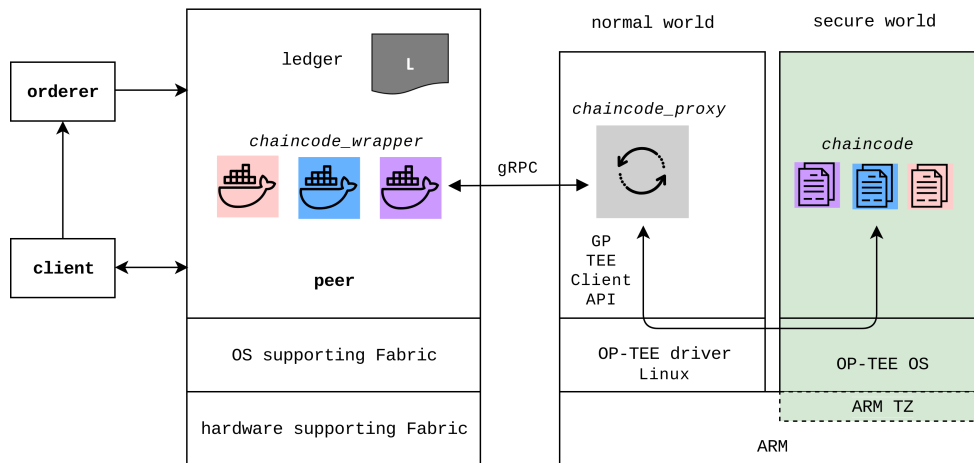 normal world
secure world
ledger
L
orderer
chaincode_proxy
chaincode_wrapper
chaincode
gRPC
GP
TEE
Client
API
client
peer
OS supporting Fabric
OP-TEE driver
Linux
OP-TEE OS
ARM TZ
hardware supporting Fabric
ARM